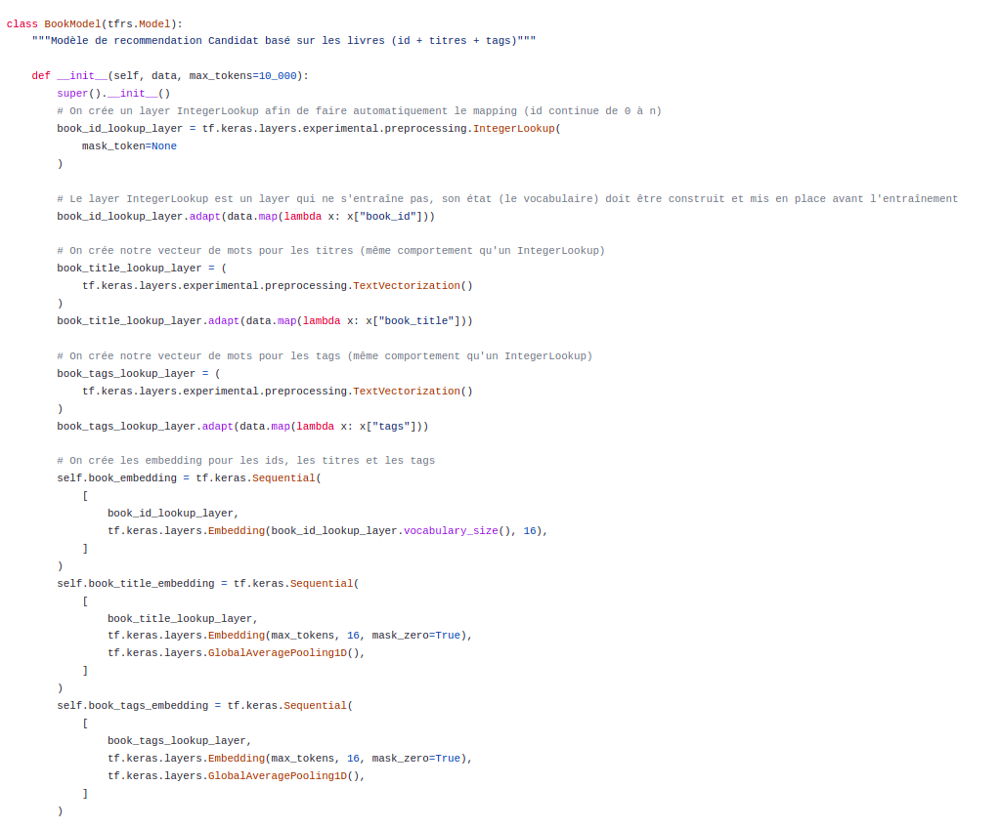 class BookModel(tfrs.Model):
    """Modèle de recommendation Candidat basé sur les livres (id + titres + tags)"""

    def __init__(self, data, max_tokens=10_000):
        super().__init__()
        # On crée un layer IntegerLookup afin de faire automatiquement le mapping (id continue de 0 à n)
        book_id_lookup_layer = tf.keras.layers.experimental.preprocessing.IntegerLookup(
            mask_token=None
        )

        # Le layer IntegerLookup est un layer qui ne s'entraîne pas, son état (le vocabulaire) doit être construit et mis en place avant l'entraînement
        book_id_lookup_layer.adapt(data.map(lambda x: x["book_id"]))

        # On crée notre vecteur de mots pour les titres (même comportement qu'un IntegerLookup)
        book_title_lookup_layer = (
            tf.keras.layers.experimental.preprocessing.TextVectorization()
        )
        book_title_lookup_layer.adapt(data.map(lambda x: x["book_title"]))

        # On crée notre vecteur de mots pour les tags (même comportement qu'un IntegerLookup)
        book_tags_lookup_layer = (
            tf.keras.layers.experimental.preprocessing.TextVectorization()
        )
        book_tags_lookup_layer.adapt(data.map(lambda x: x["tags"]))

        # On crée les embedding pour les ids, les titres et les tags
        self.book_embedding = tf.keras.Sequential(
            [
                book_id_lookup_layer,
                tf.keras.layers.Embedding(book_id_lookup_layer.vocabulary_size(), 16),
            ]
        )
        self.book_title_embedding = tf.keras.Sequential(
            [
                book_title_lookup_layer,
                tf.keras.layers.Embedding(max_tokens, 16, mask_zero=True),
                tf.keras.layers.GlobalAveragePooling1D(),
            ]
        )
        self.book_tags_embedding = tf.keras.Sequential(
            [
                book_tags_lookup_layer,
                tf.keras.layers.Embedding(max_tokens, 16, mask_zero=True),
                tf.keras.layers.GlobalAveragePooling1D(),
            ]
        )